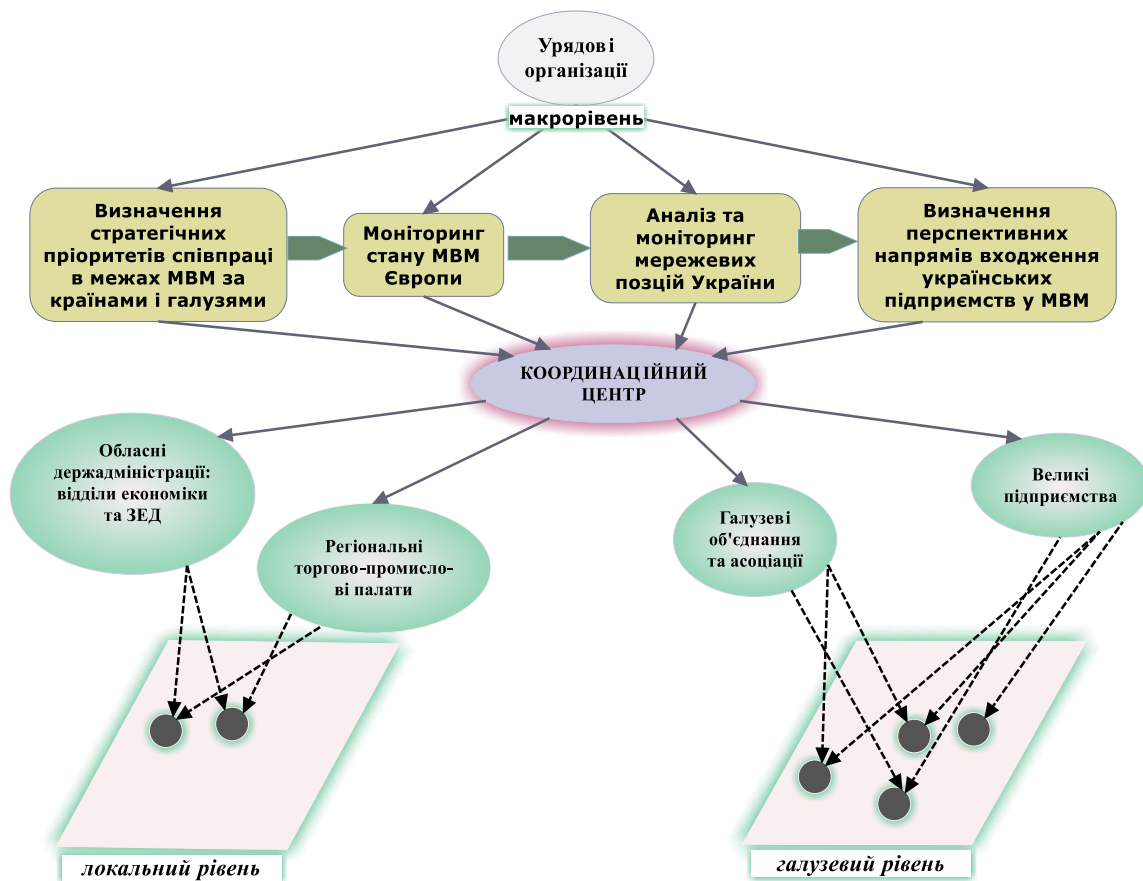 Урядові
організації
макрорівень
Визначення
стратегічних
пріоритетів співпраці
в межах МВМ за
країнами і галузями
Моніторинг
стану МВМ
Європи
Аналіз та
моніторинг
мережевих
позцій України
Визначення
перспективних
напрямів входження
українських
підприємств у МВМ
КООРДИНАЦІЙНИЙ
ЦЕНТР
Обласні
держадміністрації:
відділи економіки
та ЗЕД
Регіональні
торгово-промисло-
ві палати
Галузеві
об'єднання
та асоціації
Великі
підприємства
локальний рівень
галузевий рівень